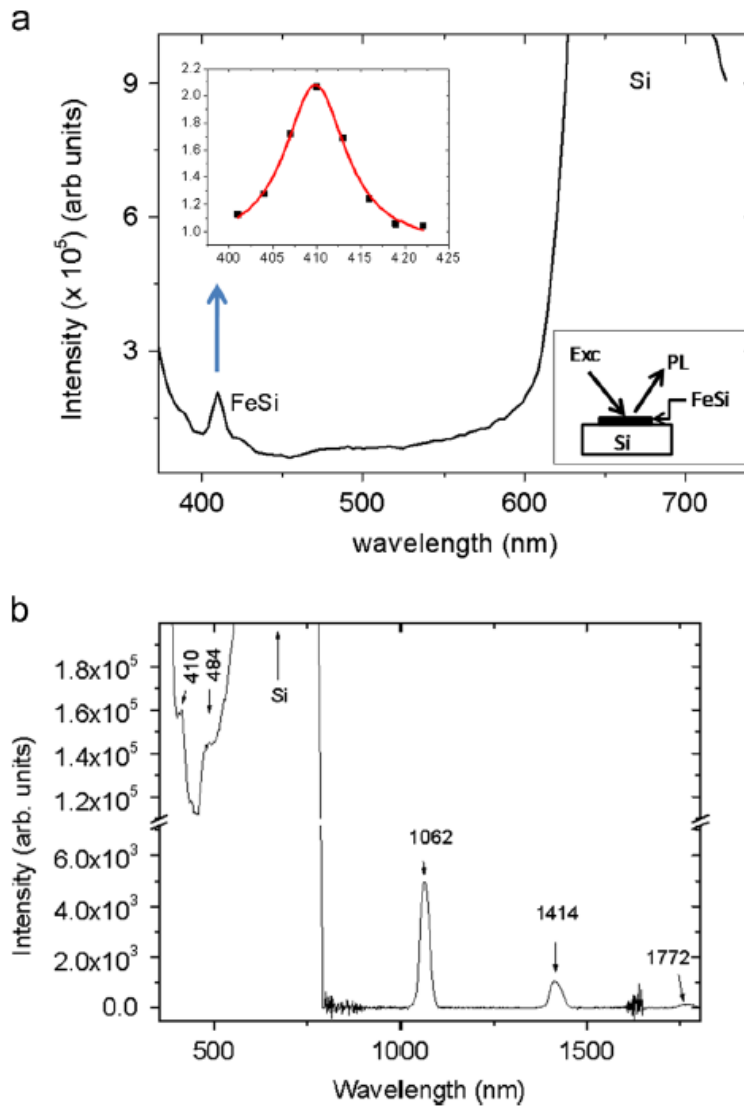 a
Intensity (x 10⁵) (arb units)
9
6
3
2.2
2.0
1.8
1.6
1.4
1.2
1.0
400 405 410 415 420 425
Si
FeSi
Exc
PL
FeSi
Si
400 500 600 700
wavelength (nm)
b
Intensity (arb. units)
1.8x10⁵
1.6x10⁵
1.4x10⁵
1.2x10⁵
6.0x10³
4.0x10³
2.0x10³
0.0
410
484
Si
1062
1414
1772
500 1000 1500
Wavelength (nm)